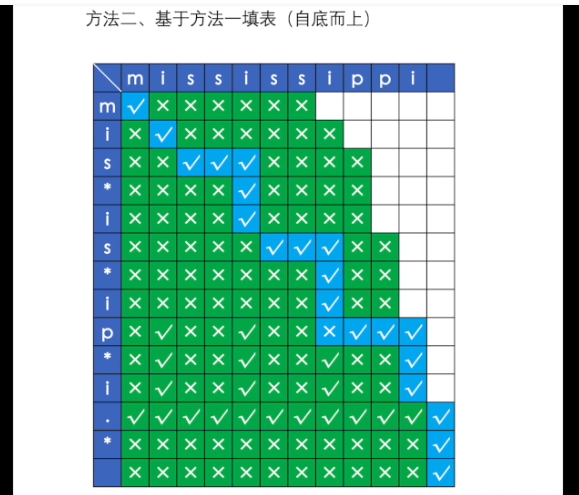 方法二、基于方法一填表（自底而上）
m i s s i s s i p p i
m ✓ × × × × × ×
i × ✓ × × × × × ×
s × × ✓ ✓ ✓ × × × ×
* × × × × ✓ × × × ×
i × × × × ✓ × × × ×
s × × × × × ✓ ✓ ✓ × ×
* × × × × × × × ✓ × ×
i × × × × × × × ✓ × ×
p × ✓ × × ✓ × × × ✓ ✓ ✓
* × ✓ × × ✓ × × ✓ × × ✓
i × ✓ × × ✓ × × ✓ × × ✓
. ✓ ✓ ✓ ✓ ✓ ✓ ✓ ✓ ✓ ✓ ✓ ✓
* × × × × × × × × × × × ✓
× × × × × × × × × × × ✓